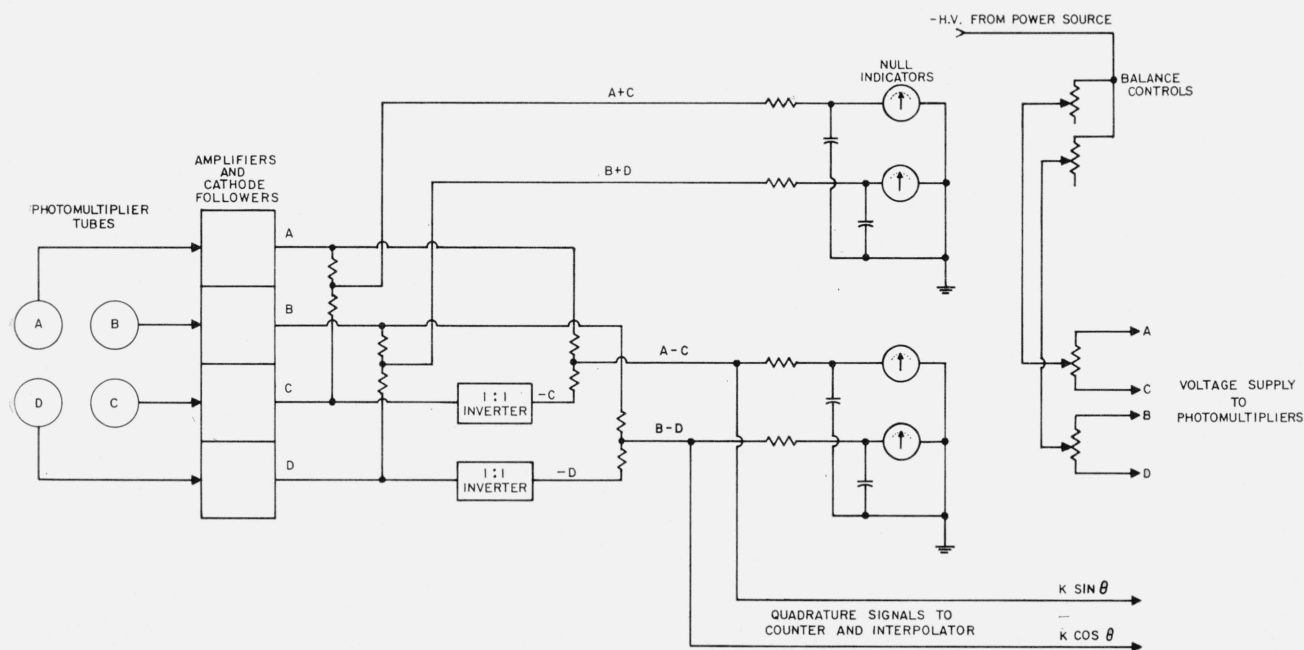 -H.V. FROM POWER SOURCE
NULL
INDICATORS
BALANCE
CONTROLS
A+C
B+D
AMPLIFIERS
AND
CATHODE
FOLLOWERS
PHOTOMULTIPLIER
TUBES
A
B
C
D
A
B
D
C
1:1
INVERTER
-C
1:1
INVERTER
-D
A-C
B-D
A
C
B
D
VOLTAGE SUPPLY
TO
PHOTOMULTIPLIERS
K SIN θ
QUADRATURE SIGNALS TO
COUNTER AND INTERPOLATOR
K COS θ